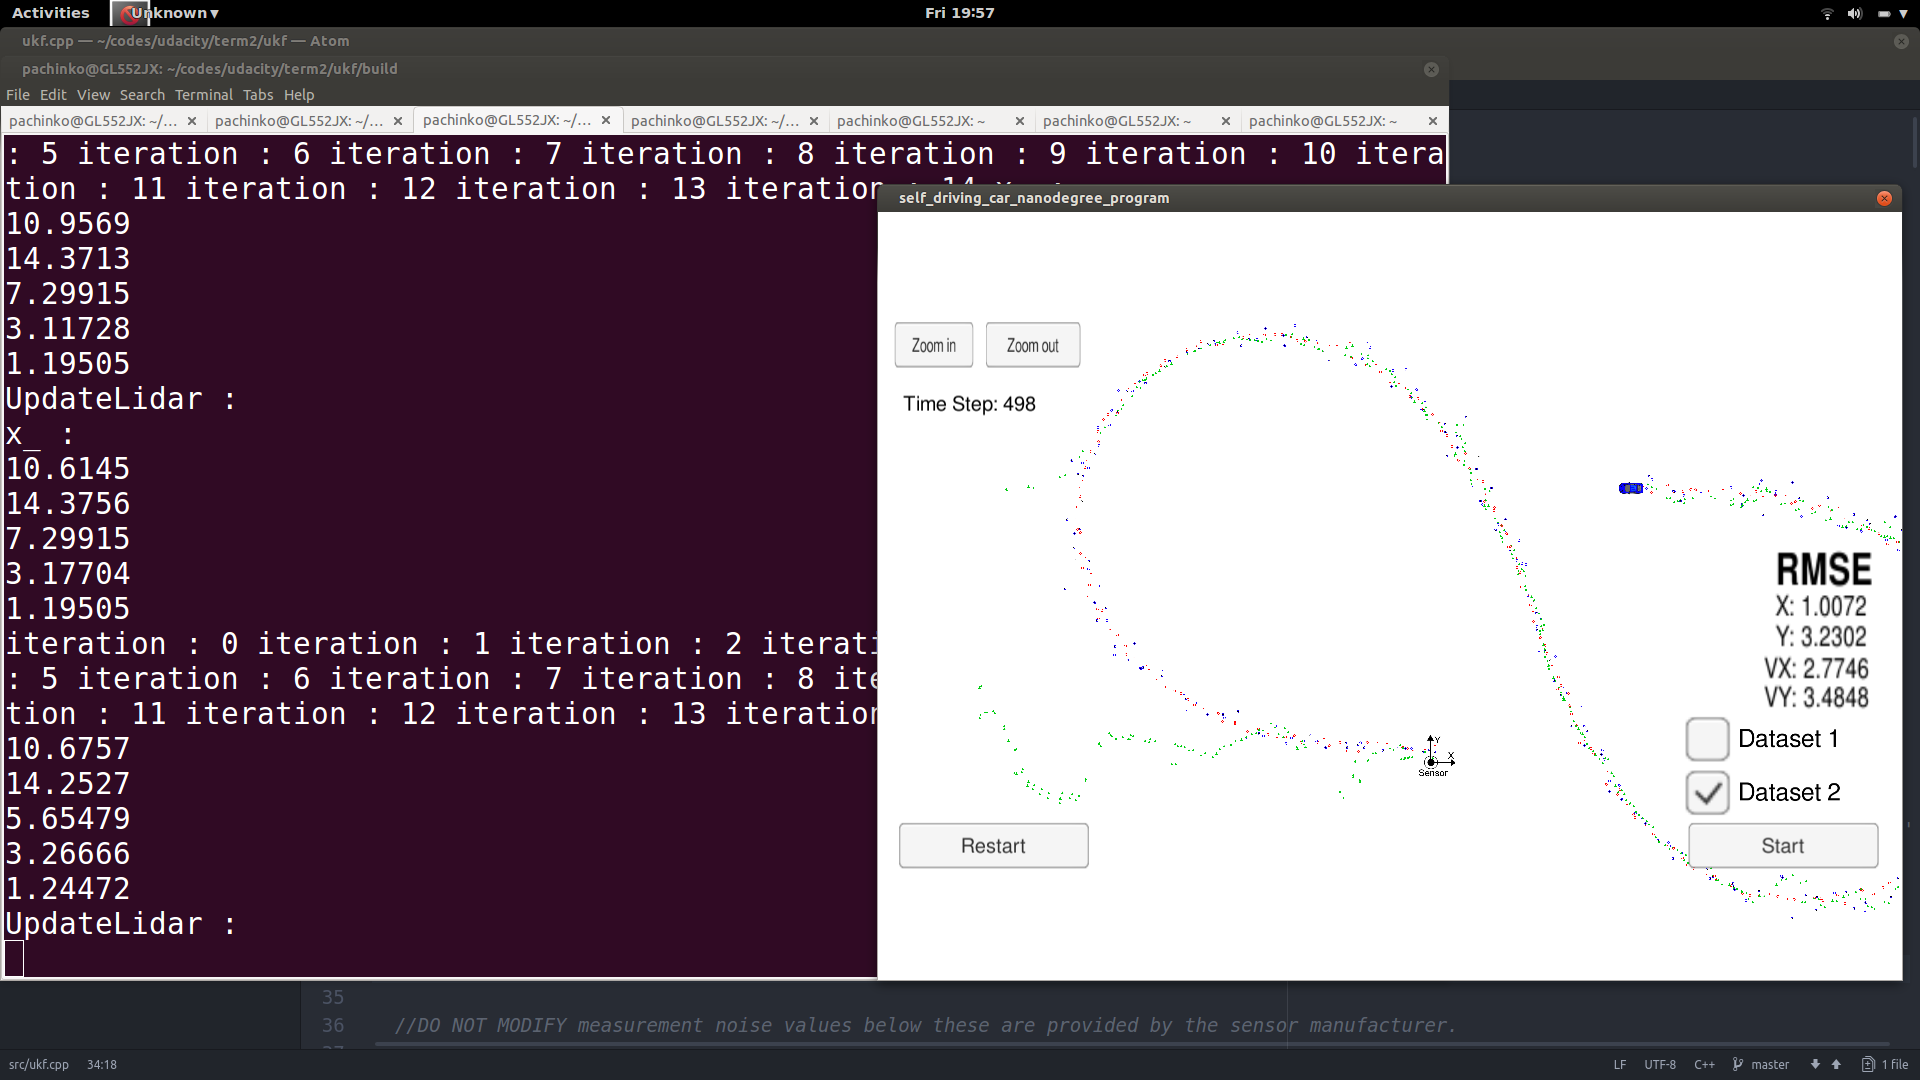 Activities Unknown ▾ Fri 19:57
ukf.cpp — ~/codes/udacity/term2/ukf — Atom
pachinko@GL552JX: ~/codes/udacity/term2/ukf/build
File Edit View Search Terminal Tabs Help
pachinko@GL552JX: ~/... × pachinko@GL552JX: ~/... × pachinko@GL552JX: ~/... × pachinko@GL552JX: ~/... × pachinko@GL552JX: ~ × pachinko@GL552JX: ~ × pachinko@GL552JX: ~ ×
: 5 iteration : 6 iteration : 7 iteration : 8 iteration : 9 iteration : 10 itera
tion : 11 iteration : 12 iteration : 13 iteration
10.9569
14.3713
7.29915
3.11728
1.19505
UpdateLidar :
x_ :
10.6145
14.3756
7.29915
3.17704
1.19505
iteration : 0 iteration : 1 iteration : 2 iterati
: 5 iteration : 6 iteration : 7 iteration : 8 ite
tion : 11 iteration : 12 iteration : 13 iteration
10.6757
14.2527
5.65479
3.26666
1.24472
UpdateLidar :
self_driving_car_nanodegree_program
Zoom in Zoom out
Time Step: 498
Y
X
Sensor
RMSE
X: 1.0072
Y: 3.2302
VX: 2.7746
VY: 3.4848
Dataset 1
Dataset 2
Restart Start
35
36 //DO NOT MODIFY measurement noise values below these are provided by the sensor manufacturer.
src/ukf.cpp 34:18 LF UTF-8 C++ master 1 file